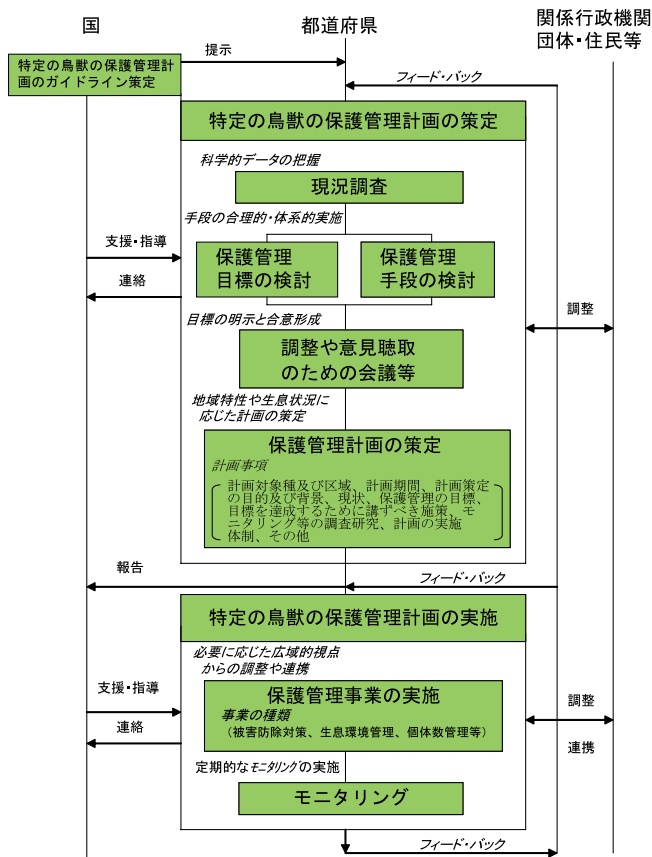 国
都道府県
関係行政機関
団体・住民等
提示
特定の鳥獣の保護管理計
画のガイドライン策定
フィード・バック
特定の鳥獣の保護管理計画の策定
科学的データの把握
現況調査
手段の合理的・体系的実施
支援・指導
保護管理
目標の検討
保護管理
手段の検討
連絡
調整
目標の明示と合意形成
調整や意見聴取
のための会議等
地域特性や生息状況に
応じた計画の策定
保護管理計画の策定
計画事項
計画対象種及び区域、計画期間、計画策定
の目的及び背景、現状、保護管理の目標、
目標を達成するために講ずべき施策、モ
ニタリング等の調査研究、計画の実施
体制、その他
報告
フィード・バック
特定の鳥獣の保護管理計画の実施
必要に応じた広域的視点
からの調整や連携
支援・指導
保護管理事業の実施
事業の種類
（被害防除対策、生息環境管理、個体数管理等）
調整
連絡
連携
定期的なモニタリングの実施
モニタリング
フィード・バック